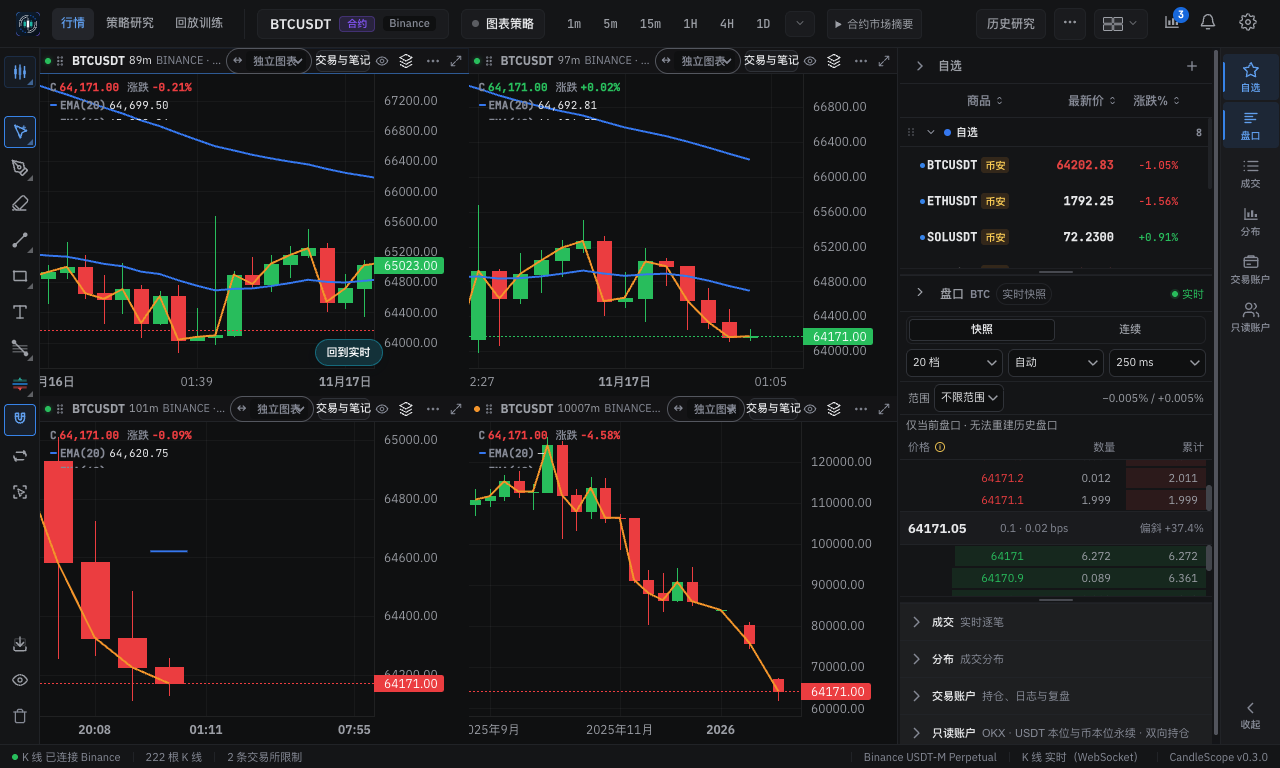 行情 策略研究 回放训练 BTCUSDT 合约 Binance 图表策略 1m 5m 15m 1H 4H 1D 合约市场摘要 历史研究 ··· 3
BTCUSDT 89m BINANCE · ... 独立图表 交易与笔记
C 64,171.00 涨跌 -0.21%
EMA(20) 64,699.50
67200.00
66800.00
66400.00
66000.00
65600.00
65200.00
65023.00
64800.00
64400.00
64000.00
回到实时
月16日 01:39 11月17日
BTCUSDT 97m BINANCE · ... 独立图表 交易与笔记
C 64,171.00 涨跌 +0.02%
EMA(20) 64,692.81
66800.00
66400.00
66000.00
65600.00
65200.00
64800.00
64400.00
64171.00
64000.00
2:27 11月17日 01:05
BTCUSDT 101m BINANCE ·... 独立图表 交易与笔记
C 64,171.00 涨跌 -0.09%
EMA(20) 64,620.75
65000.00
64800.00
64600.00
64400.00
64200.00
64171.00
20:08 01:11 07:55
BTCUSDT 10007m BINANCE... 独立图表 交易与笔记
C 64,171.00 涨跌 -4.58%
EMA(20) —
120000.00
110000.00
100000.00
90000.00
80000.00
70000.00
64171.00
60000.00
025年9月 2025年11月 2026
自选
商品 最新价 涨跌%
自选 8
BTCUSDT 币安 64202.83 -1.05%
ETHUSDT 币安 1792.25 -1.56%
SOLUSDT 币安 72.2300 +0.91%
盘口 BTC 实时快照 实时
快照 连续
20 档 自动 250 ms
范围 不限范围 −0.005% / +0.005%
仅当前盘口 · 无法重建历史盘口
价格 数量 累计
64171.2 0.012 2.011
64171.1 1.999 1.999
64171.05 0.1 · 0.02 bps 偏斜 +37.4%
64171 6.272 6.272
64170.9 0.089 6.361
成交 实时逐笔
分布 成交分布
交易账户 持仓、日志与复盘
只读账户 OKX · USDT 本位与币本位永续 · 双向持仓
自选
盘口
成交
分布
交易账户
只读账户
收起
K 线 已连接 Binance 222 根 K 线 2 条交易所限制 Binance USDT-M Perpetual K 线 实时（WebSocket） CandleScope v0.3.0